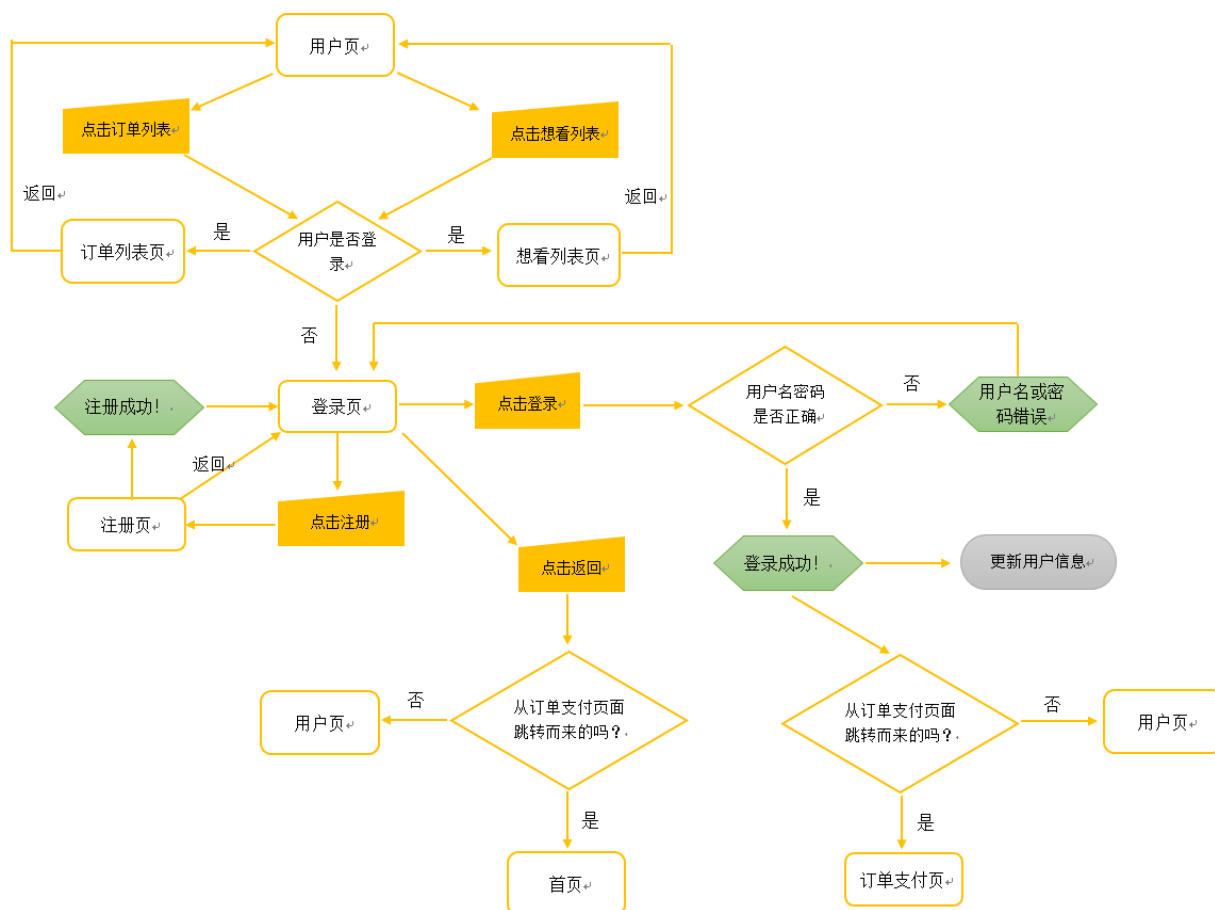 用户页
点击订单列表
点击想看列表
返回
返回
订单列表页
是
用户是否登
录
是
想看列表页
否
注册成功！
登录页
点击登录
用户名密码
是否正确
否
用户名或密
码错误
返回
是
注册页
点击注册
点击返回
登录成功！
更新用户信息
用户页
否
从订单支付页面
跳转而来的吗？
从订单支付页面
跳转而来的吗？
否
用户页
是
是
首页
订单支付页